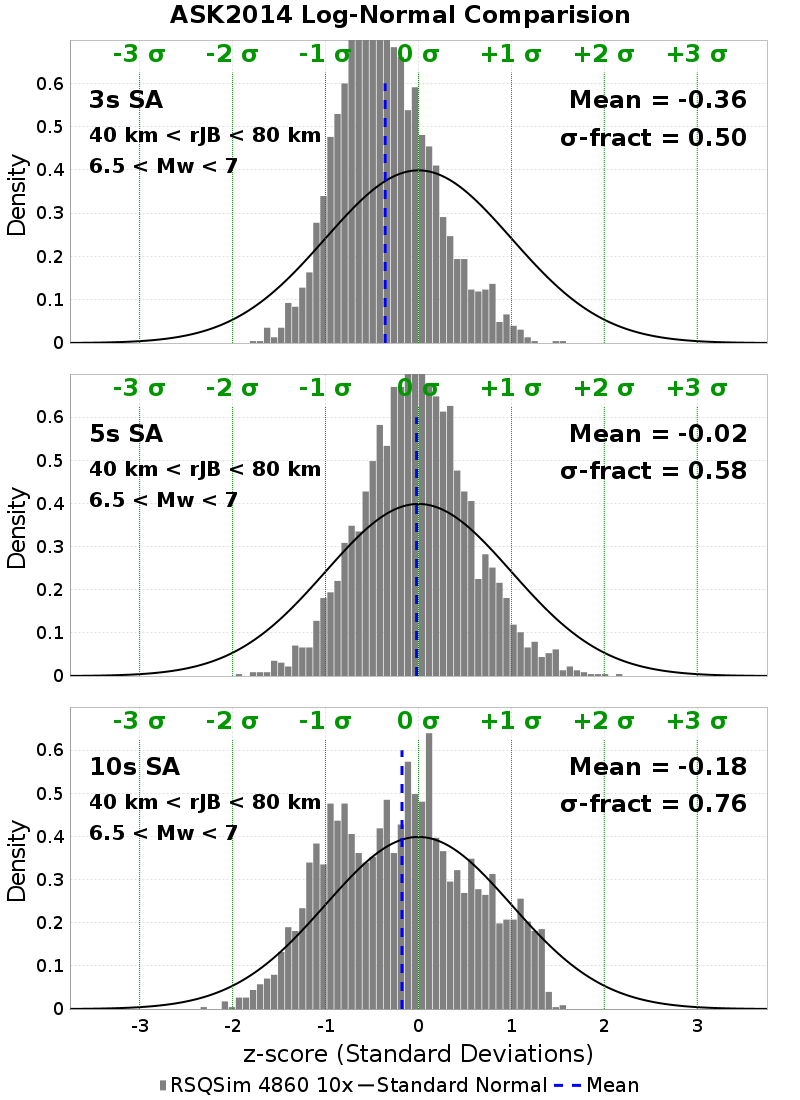 ASK2014 Log-Normal Comparision
-3 σ -2 σ -1 σ 0 σ +1 σ +2 σ +3 σ
3s SA
40 km < rJB < 80 km
6.5 < Mw < 7
Mean = -0.36
σ-fract = 0.50
Density
0.6
0.5
0.4
0.3
0.2
0.1
0
-3 σ -2 σ -1 σ 0 σ +1 σ +2 σ +3 σ
5s SA
40 km < rJB < 80 km
6.5 < Mw < 7
Mean = -0.02
σ-fract = 0.58
Density
0.6
0.5
0.4
0.3
0.2
0.1
0
-3 σ -2 σ -1 σ 0 σ +1 σ +2 σ +3 σ
10s SA
40 km < rJB < 80 km
6.5 < Mw < 7
Mean = -0.18
σ-fract = 0.76
Density
0.6
0.5
0.4
0.3
0.2
0.1
0
-3 -2 -1 0 1 2 3
z-score (Standard Deviations)
RSQSim 4860 10x Standard Normal Mean